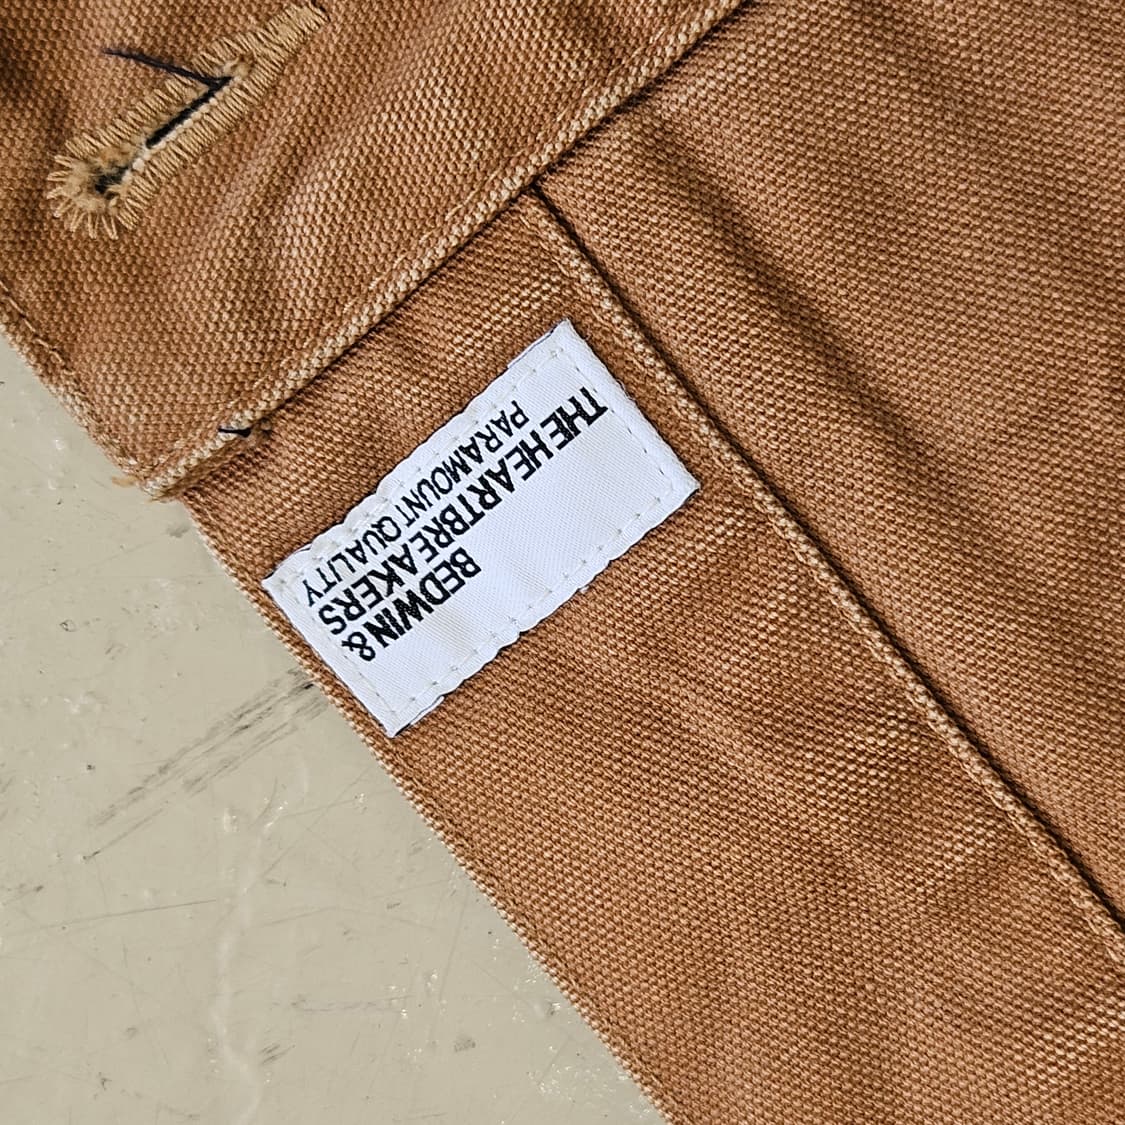 BEDWIN &
THE HEARTBREAKERS
PARAMOUNT QUALITY